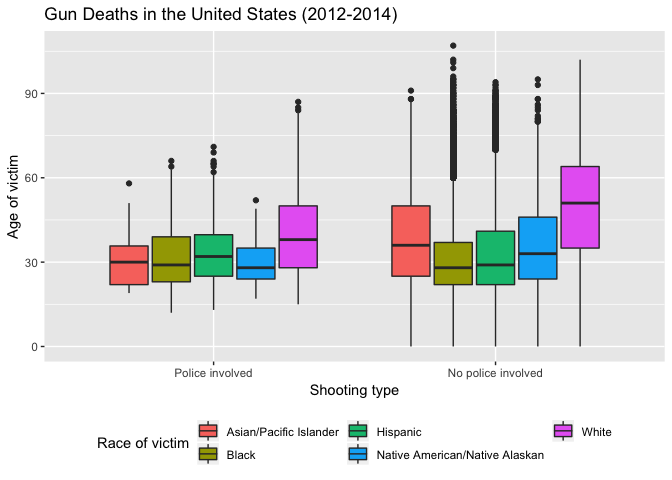 Gun Deaths in the United States (2012-2014)
90
60
30
0
Age of victim
Police involved
No police involved
Shooting type
Race of victim
Asian/Pacific Islander
Hispanic
White
Black
Native American/Native Alaskan